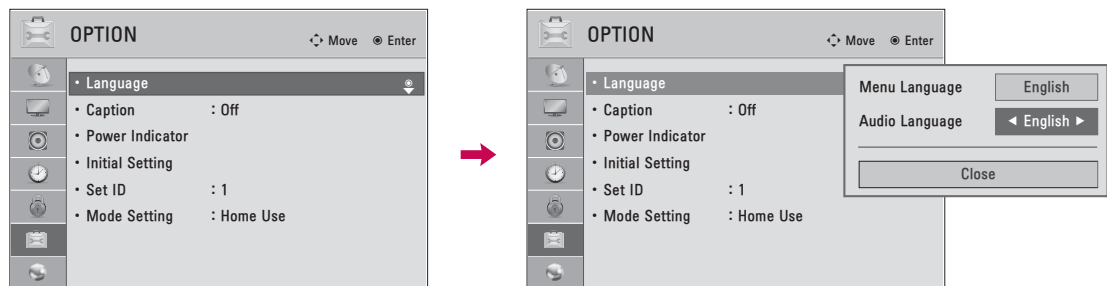 OPTION
Move Enter
• Language
• Caption : Off
• Power Indicator
• Initial Setting
• Set ID : 1
• Mode Setting : Home Use
OPTION
Move Enter
• Language
• Caption : Off
• Power Indicator
• Initial Setting
• Set ID : 1
• Mode Setting : Home Use
Menu Language English
Audio Language ◄ English ►
Close